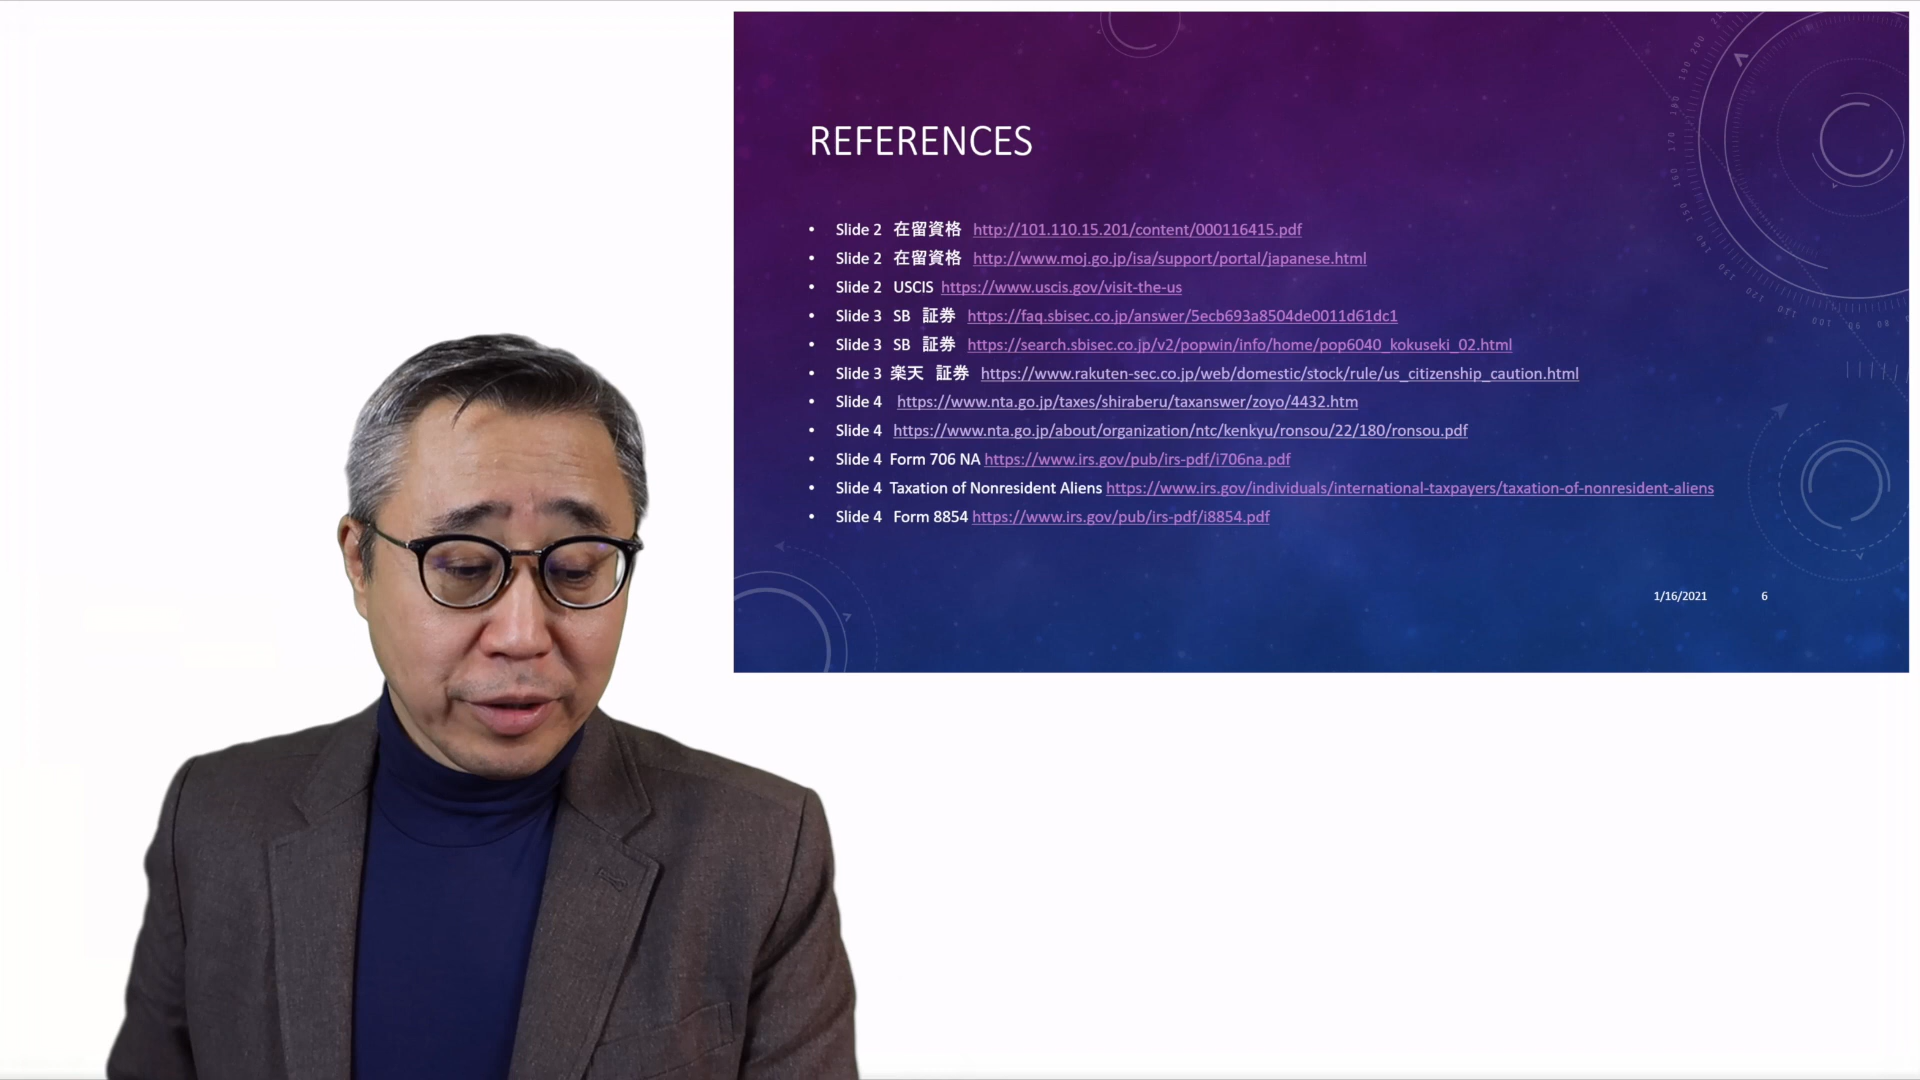 REFERENCES
• Slide 2 在留資格 http://101.110.15.201/content/000116415.pdf
• Slide 2 在留資格 http://www.moj.go.jp/isa/support/portal/japanese.html
• Slide 2 USCIS https://www.uscis.gov/visit-the-us
• Slide 3 SB 証券 https://faq.sbisec.co.jp/answer/5ecb693a8504de0011d61dc1
• Slide 3 SB 証券 https://search.sbisec.co.jp/v2/popwin/info/home/pop6040_kokuseki_02.html
• Slide 3 楽天 証券 https://www.rakuten-sec.co.jp/web/domestic/stock/rule/us_citizenship_caution.html
• Slide 4 https://www.nta.go.jp/taxes/shiraberu/taxanswer/zoyo/4432.htm
• Slide 4 https://www.nta.go.jp/about/organization/ntc/kenkyu/ronsou/22/180/ronsou.pdf
• Slide 4 Form 706 NA https://www.irs.gov/pub/irs-pdf/i706na.pdf
• Slide 4 Taxation of Nonresident Aliens https://www.irs.gov/individuals/international-taxpayers/taxation-of-nonresident-aliens
• Slide 4 Form 8854 https://www.irs.gov/pub/irs-pdf/i8854.pdf
1/16/2021 6